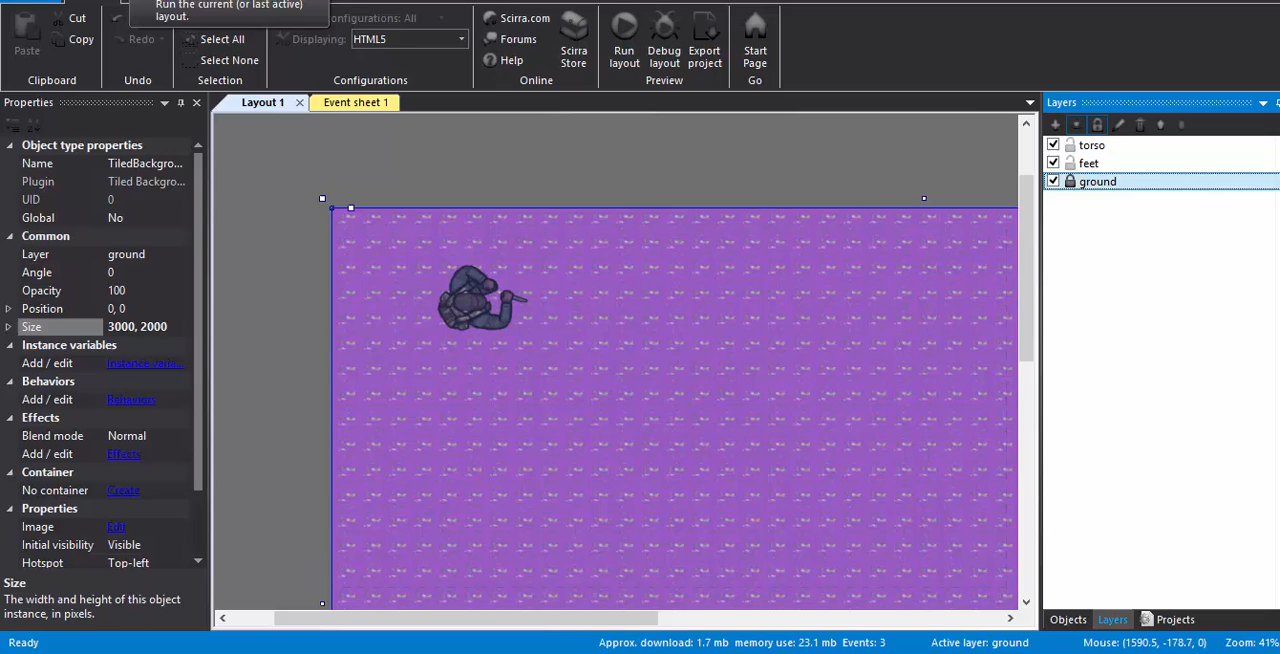 Run the current (or last active)
layout.
Paste
Cut
Copy
Clipboard
Redo
Undo
Select All
Select None
Selection
Configurations: All
Displaying: HTML5
Configurations
Scirra.com
Forums
Help
Online
Scirra
Store
Run
layout
Debug
layout
Export
project
Preview
Start
Page
Go
Properties
Layout 1
Event sheet 1
Layers
Object type properties
Name TiledBackgro...
Plugin Tiled Backgro...
UID 0
Global No
Common
Layer ground
Angle 0
Opacity 100
Position 0, 0
Size 3000, 2000
Instance variables
Add / edit Instance varia...
Behaviors
Add / edit Behaviors
Effects
Blend mode Normal
Add / edit Effects
Container
No container Create
Properties
Image Edit
Initial visibility Visible
Hotspot Top-left
Size
The width and height of this object
instance, in pixels.
torso
feet
ground
Objects Layers Projects
Ready
Approx. download: 1.7 mb memory use: 23.1 mb Events: 3
Active layer: ground
Mouse: (1590.5, -178.7, 0)
Zoom: 41%